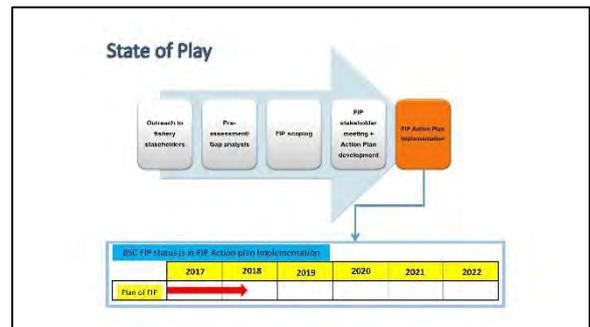 State of Play
Outreach to
fishery
stakeholders
Pre-
assessment/
Gap analysis
FIP scoping
FIP
stakeholder
meeting +
Action Plan
development
FIP Action Plan
Implementation
BSC FIP status is in FIP Action plan Implementation
2017 2018 2019 2020 2021 2022
Plan of FIP